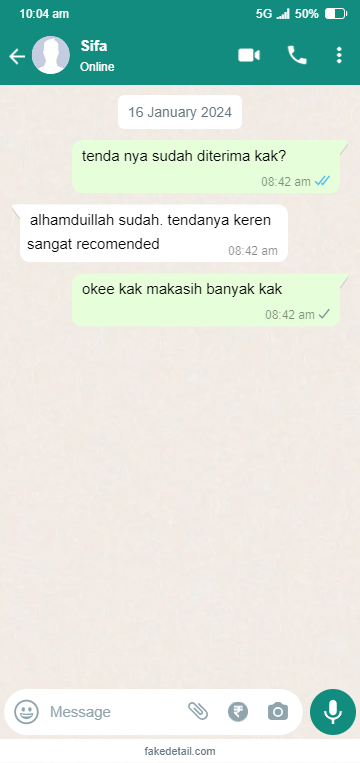 10:04 am 5G 50%
Sifa
Online
16 January 2024
tenda nya sudah diterima kak?
08:42 am
alhamduillah sudah. tendanya keren
sangat recomended
08:42 am
okee kak makasih banyak kak
08:42 am
Message
fakedetail.com